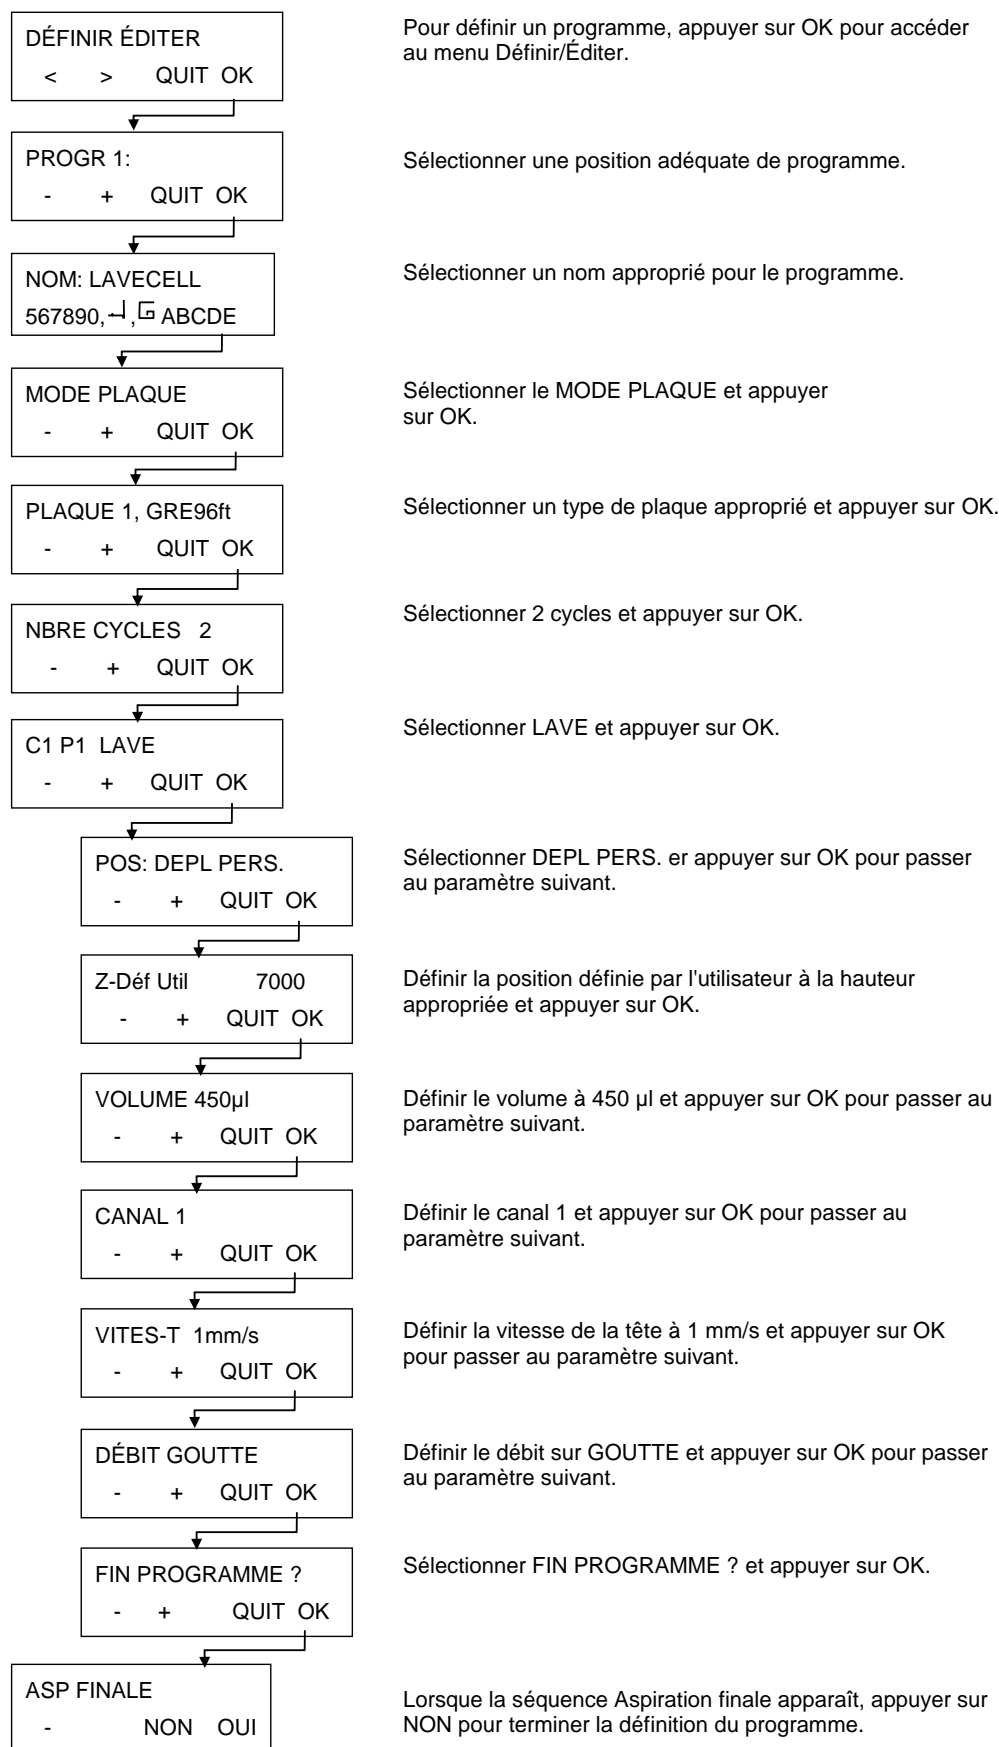 DÉFINIR ÉDITER
< > QUIT OK
Pour définir un programme, appuyer sur OK pour accéder
au menu Définir/Éditer.
PROGR 1:
- + QUIT OK
Sélectionner une position adéquate de programme.
NOM: LAVECELL
567890, , ABCDE
Sélectionner un nom approprié pour le programme.
MODE PLAQUE
- + QUIT OK
Sélectionner le MODE PLAQUE et appuyer
sur OK.
PLAQUE 1, GRE96ft
- + QUIT OK
Sélectionner un type de plaque approprié et appuyer sur OK.
NBRE CYCLES 2
- + QUIT OK
Sélectionner 2 cycles et appuyer sur OK.
C1 P1 LAVE
- + QUIT OK
Sélectionner LAVE et appuyer sur OK.
POS: DEPL PERS.
- + QUIT OK
Sélectionner DEPL PERS. er appuyer sur OK pour passer
au paramètre suivant.
Z-Déf Util 7000
- + QUIT OK
Définir la position définie par l'utilisateur à la hauteur
appropriée et appuyer sur OK.
VOLUME 450µl
- + QUIT OK
Définir le volume à 450 µl et appuyer sur OK pour passer au
paramètre suivant.
CANAL 1
- + QUIT OK
Définir le canal 1 et appuyer sur OK pour passer au
paramètre suivant.
VITES-T 1mm/s
- + QUIT OK
Définir la vitesse de la tête à 1 mm/s et appuyer sur OK
pour passer au paramètre suivant.
DÉBIT GOUTTE
- + QUIT OK
Définir le débit sur GOUTTE et appuyer sur OK pour passer
au paramètre suivant.
FIN PROGRAMME ?
- + QUIT OK
Sélectionner FIN PROGRAMME ? et appuyer sur OK.
ASP FINALE
- NON OUI
Lorsque la séquence Aspiration finale apparaît, appuyer sur
NON pour terminer la définition du programme.